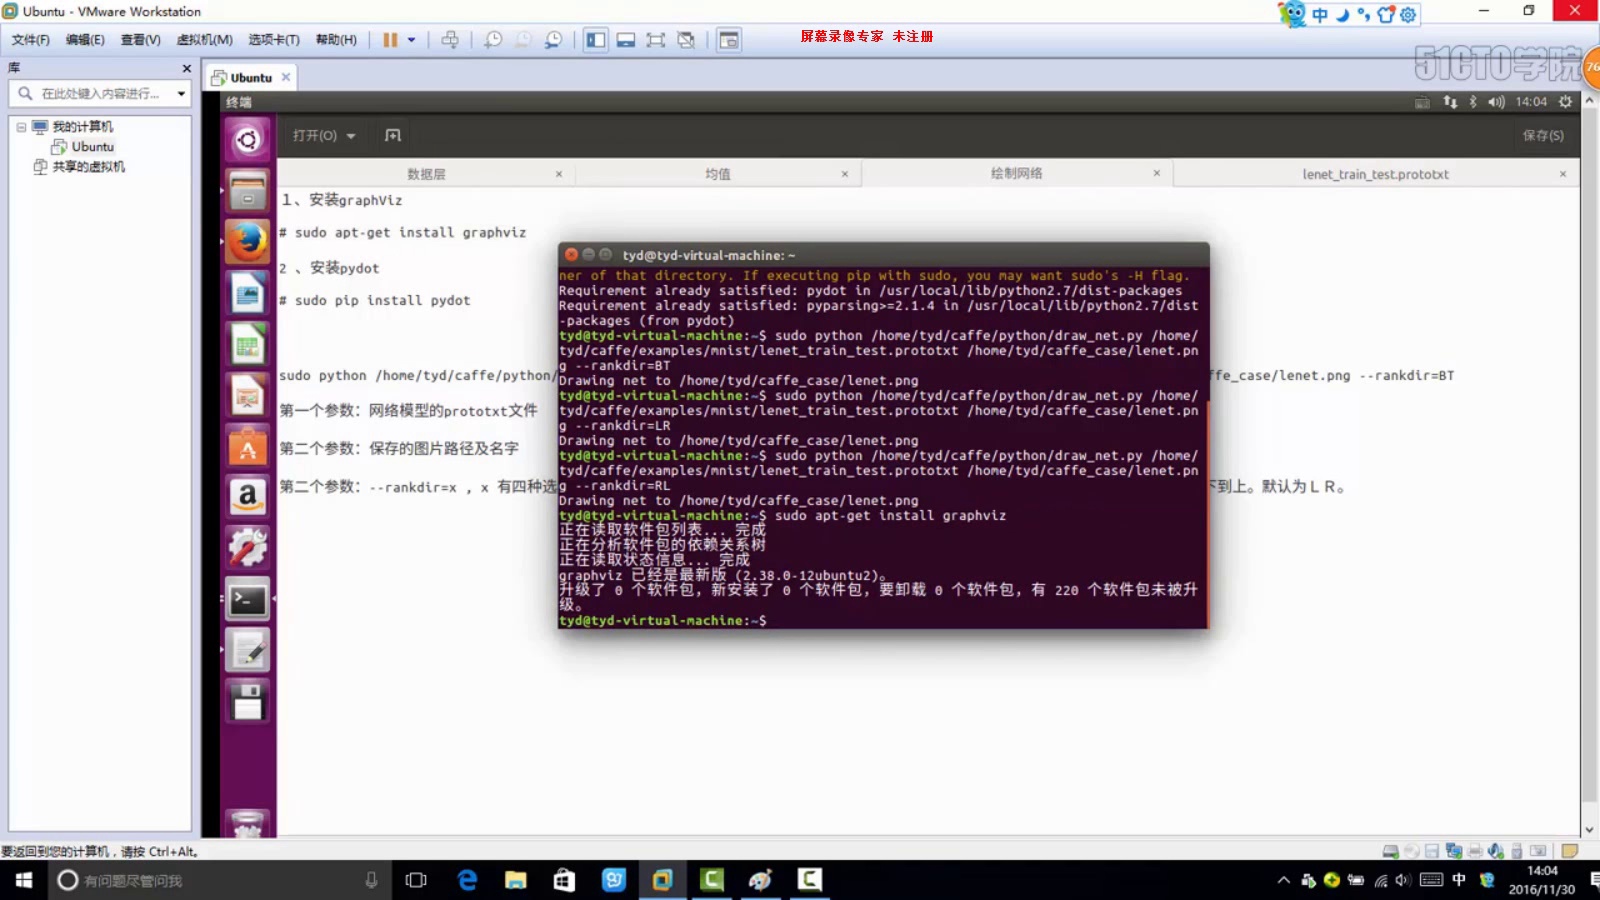 Ubuntu - VMware Workstation
中
文件(F) 编辑(E) 查看(V) 虚拟机(M) 选项卡(T) 帮助(H)
屏幕录像专家 未注册
51CTO学院
76
库
Ubuntu
在此处键入内容进行...
我的计算机
Ubuntu
共享的虚拟机
终端
14:04
打开(O)
保存(S)
数据层
均值
绘制网络
lenet_train_test.prototxt
1、安装graphViz
# sudo apt-get install graphviz
2 、安装pydot
# sudo pip install pydot
sudo python /home/tyd/caffe/python/
ffe_case/lenet.png --rankdir=BT
第一个参数：网络模型的prototxt文件
第二个参数：保存的图片路径及名字
第二个参数：--rankdir=x , x 有四种选
下到上。默认为ＬＲ。
tyd@tyd-virtual-machine: ~
ner of that directory. If executing pip with sudo, you may want sudo's -H flag.
Requirement already satisfied: pydot in /usr/local/lib/python2.7/dist-packages
Requirement already satisfied: pyparsing>=2.1.4 in /usr/local/lib/python2.7/dist
-packages (from pydot)
tyd@tyd-virtual-machine:~$ sudo python /home/tyd/caffe/python/draw_net.py /home/
tyd/caffe/examples/mnist/lenet_train_test.prototxt /home/tyd/caffe_case/lenet.pn
g --rankdir=BT
Drawing net to /home/tyd/caffe_case/lenet.png
tyd@tyd-virtual-machine:~$ sudo python /home/tyd/caffe/python/draw_net.py /home/
tyd/caffe/examples/mnist/lenet_train_test.prototxt /home/tyd/caffe_case/lenet.pn
g --rankdir=LR
Drawing net to /home/tyd/caffe_case/lenet.png
tyd@tyd-virtual-machine:~$ sudo python /home/tyd/caffe/python/draw_net.py /home/
tyd/caffe/examples/mnist/lenet_train_test.prototxt /home/tyd/caffe_case/lenet.pn
g --rankdir=RL
Drawing net to /home/tyd/caffe_case/lenet.png
tyd@tyd-virtual-machine:~$ sudo apt-get install graphviz
正在读取软件包列表... 完成
正在分析软件包的依赖关系树
正在读取状态信息... 完成
graphviz 已经是最新版 (2.38.0-12ubuntu2)。
升级了 0 个软件包，新安装了 0 个软件包，要卸载 0 个软件包，有 220 个软件包未被升
级。
tyd@tyd-virtual-machine:~$
要返回到您的计算机，请按 Ctrl+Alt。
有问题尽管问我
中
14:04
2016/11/30